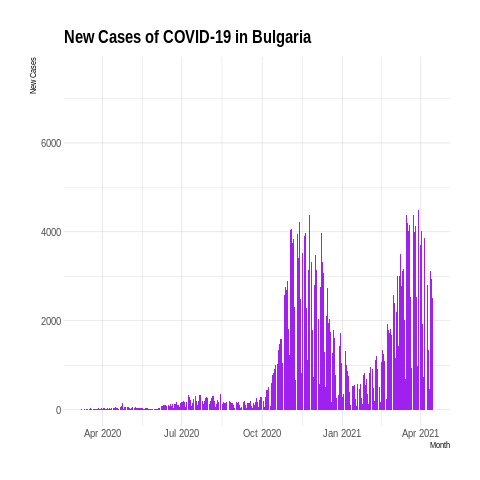 New Cases of COVID-19 in Bulgaria
New Cases
6000
4000
2000
0
Apr 2020 Jul 2020 Oct 2020 Jan 2021 Apr 2021
Month